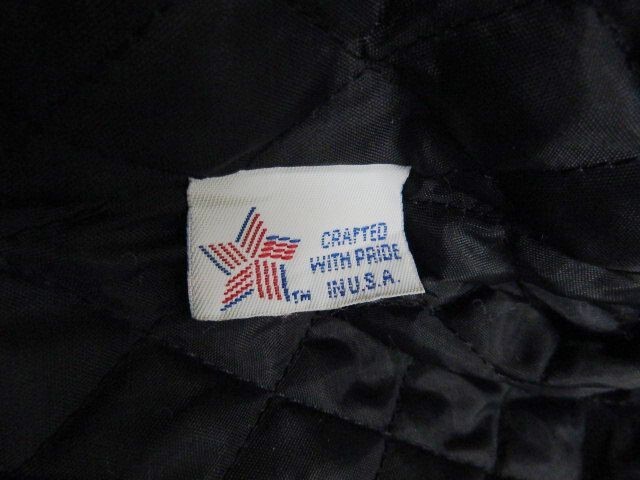 CRAFTED
WITH PRIDE
IN U.S.A.
TM